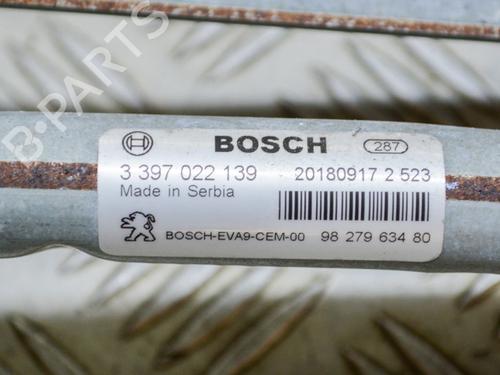 B-PARTS
BOSCH 287
3 397 022 139 20180917 2 523
Made in Serbia
BOSCH-EVA9-CEM-00 98 279 634 80